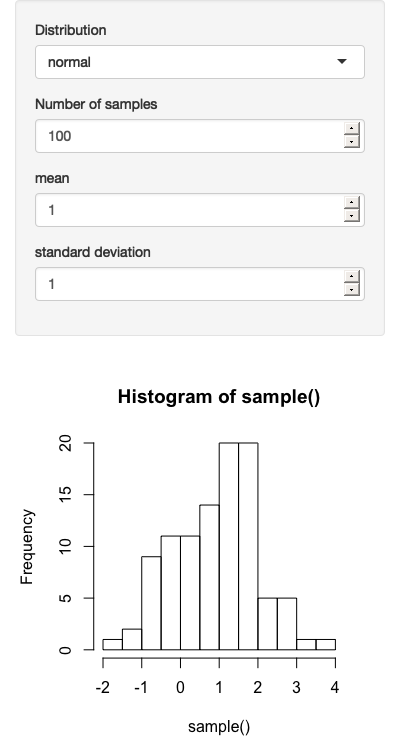 Distribution
normal
Number of samples
100
mean
1
standard deviation
1
Histogram of sample()
Frequency
20
15
10
5
0
-2 -1 0 1 2 3 4
sample()